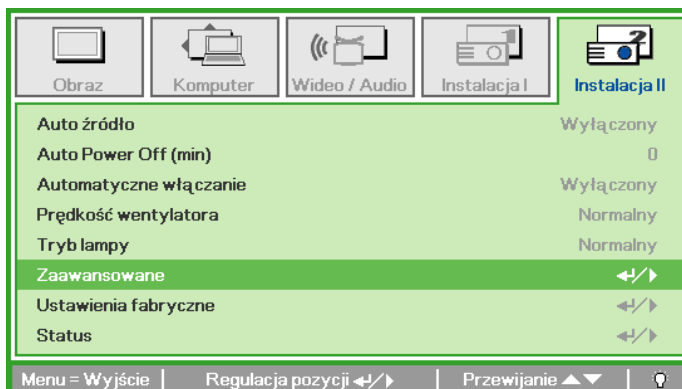 Obraz Komputer Wideo / Audio Instalacja I Instalacja II
Auto źródło Wyłączony
Auto Power Off (min) 0
Automatyczne włączanie Wyłączony
Prędkość wentylatora Normalny
Tryb lampy Normalny
Zaawansowane
Ustawienia fabryczne
Status
Menu = Wyjście Regulacja pozycji Przewijanie